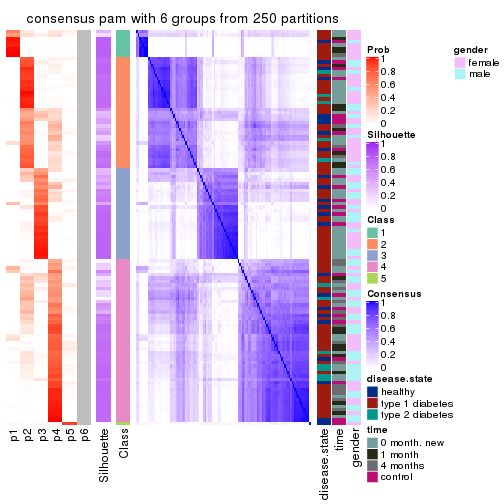 consensus pam with 6 groups from 250 partitions
Prob
1
0.8
0.6
0.4
0.2
0
gender
female
male
Silhouette
1
0.8
0.6
0.4
0.2
0
Class
1
2
3
4
5
Consensus
1
0.8
0.6
0.4
0.2
0
disease.state
healthy
type 1 diabetes
type 2 diabetes
time
0 month. new
1 month
4 months
control
p1
p2
p3
p4
p5
p6
Silhouette
Class
disease.state
time
gender